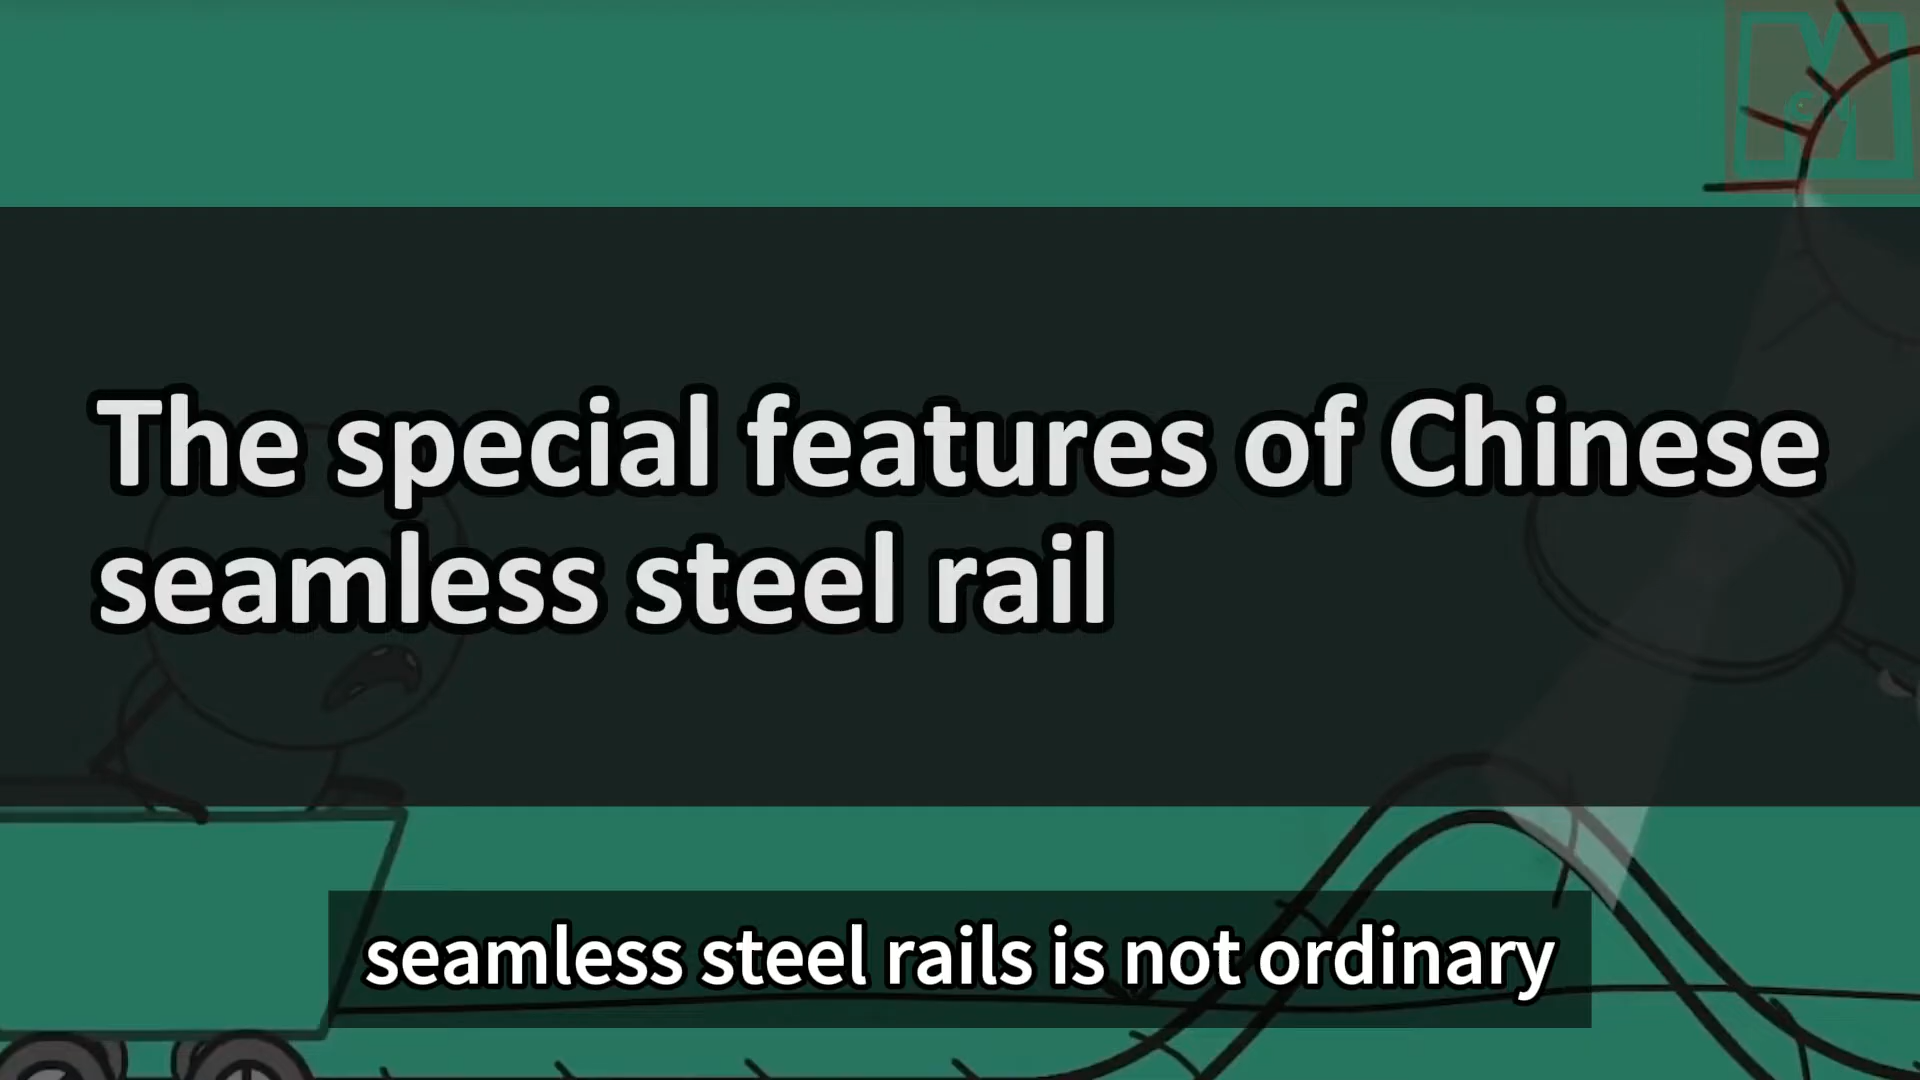 The special features of Chinese
seamless steel rail
seamless steel rails is not ordinary